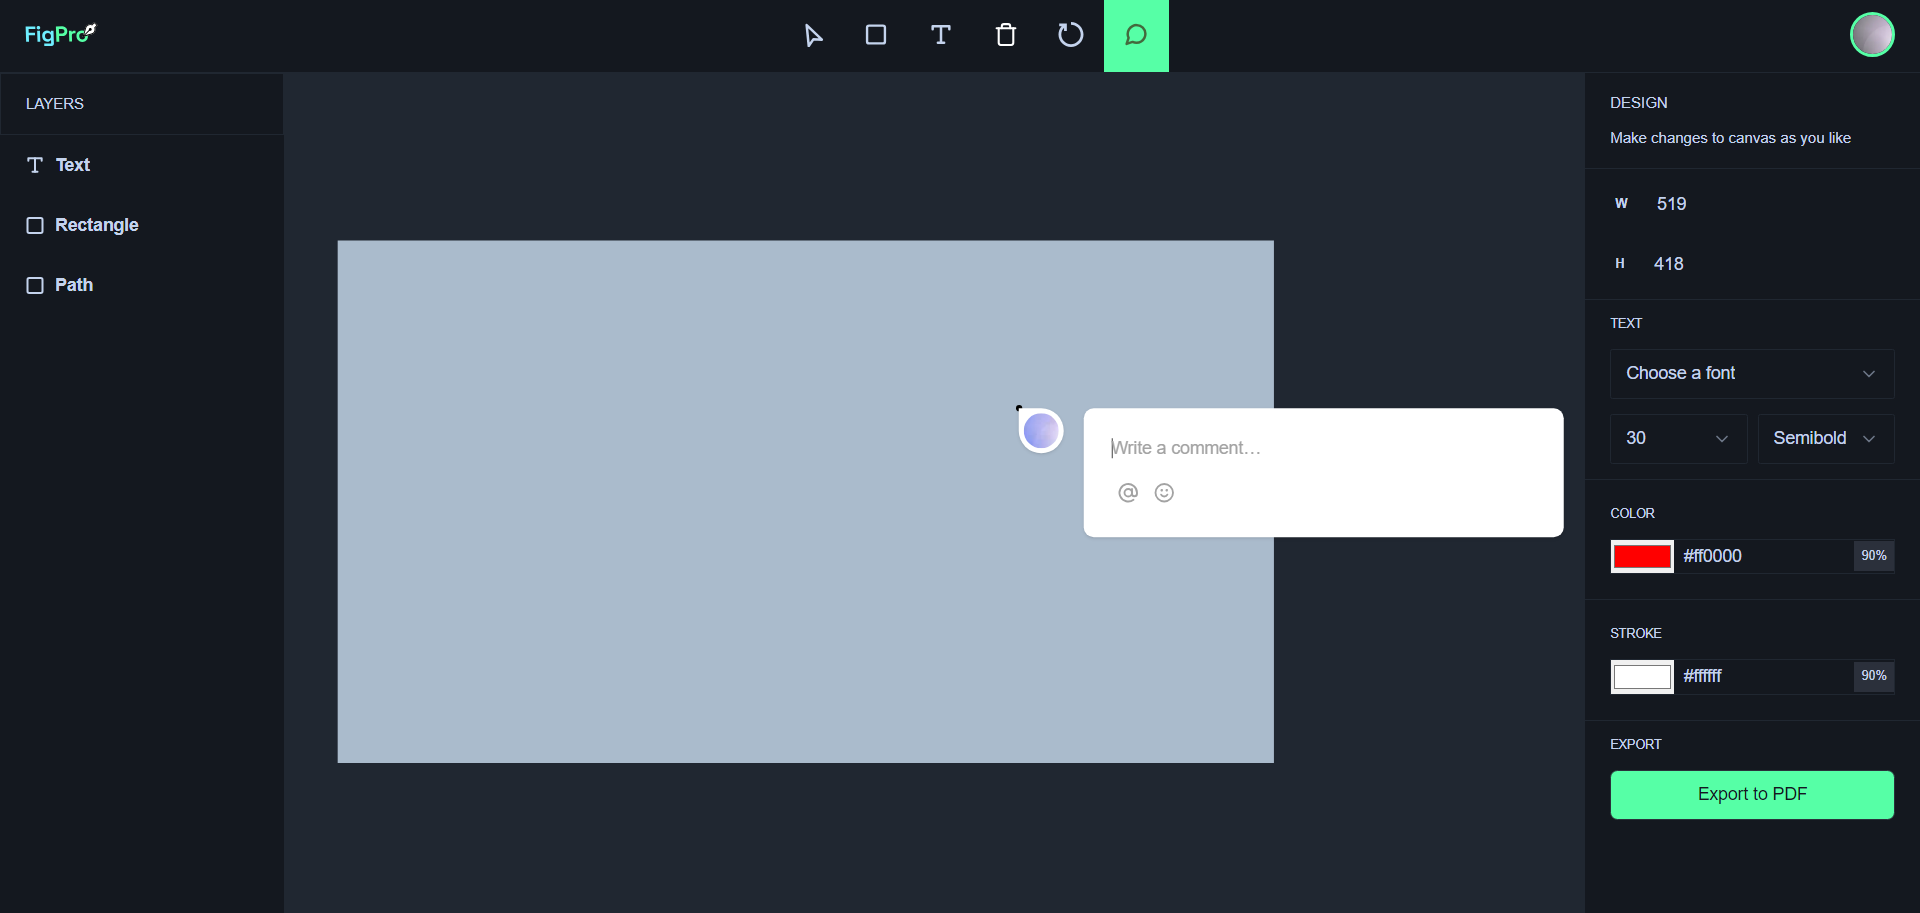 FigPro
LAYERS
Text
Rectangle
Path
Write a comment…
DESIGN
Make changes to canvas as you like
W 519
H 418
TEXT
Choose a font
30 Semibold
COLOR
#ff0000 90%
STROKE
#ffffff 90%
EXPORT
Export to PDF